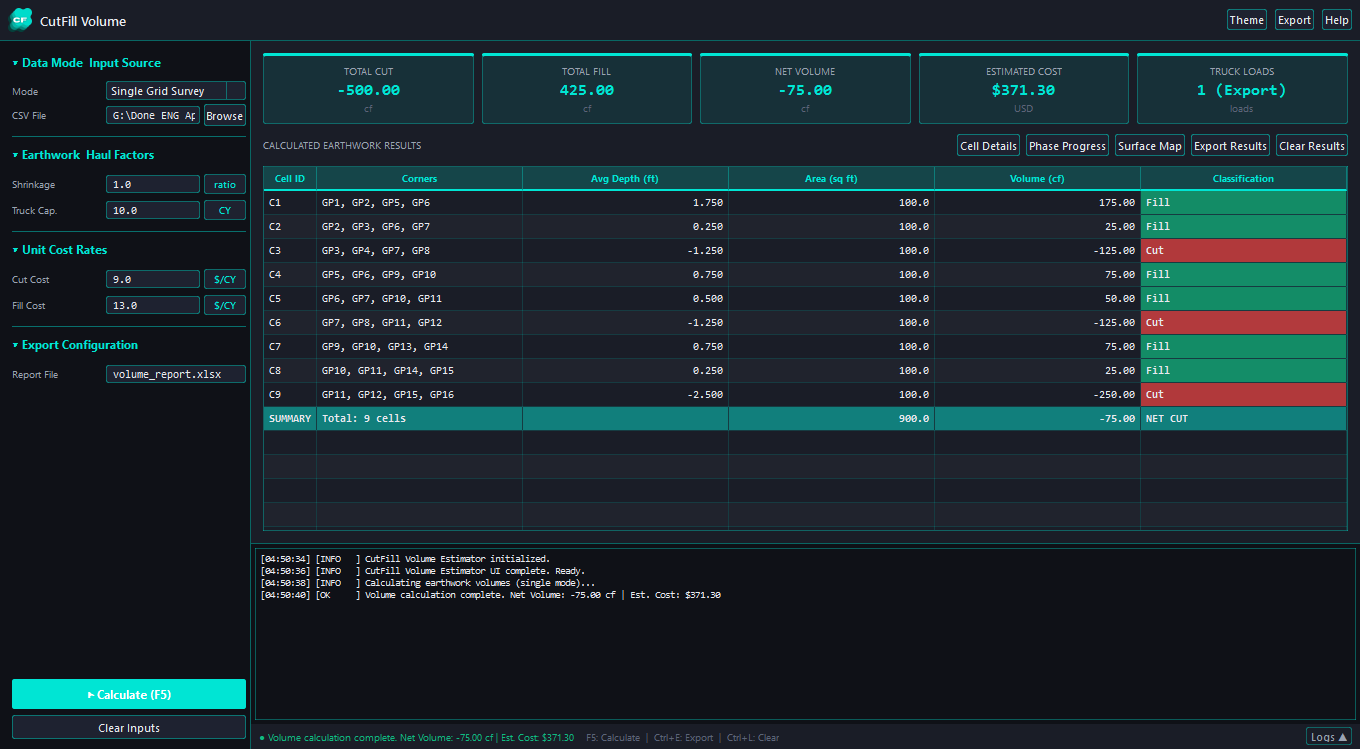 CF CutFill Volume Theme Export Help
▾ Data Mode Input Source
Mode Single Grid Survey
CSV File G:\Done ENG Ap Browse
▾ Earthwork Haul Factors
Shrinkage 1.0 ratio
Truck Cap. 10.0 CY
▾ Unit Cost Rates
Cut Cost 9.0 $/CY
Fill Cost 13.0 $/CY
▾ Export Configuration
Report File volume_report.xlsx
▸ Calculate (F5)
Clear Inputs
TOTAL CUT TOTAL FILL NET VOLUME ESTIMATED COST TRUCK LOADS
-500.00 425.00 -75.00 $371.30 1 (Export)
cf cf cf USD loads
CALCULATED EARTHWORK RESULTS Cell Details Phase Progress Surface Map Export Results Clear Results
Cell ID Corners Avg Depth (ft) Area (sq ft) Volume (cf) Classification
C1 GP1, GP2, GP5, GP6 1.750 100.0 175.00 Fill
C2 GP2, GP3, GP6, GP7 0.250 100.0 25.00 Fill
C3 GP3, GP4, GP7, GP8 -1.250 100.0 -125.00 Cut
C4 GP5, GP6, GP9, GP10 0.750 100.0 75.00 Fill
C5 GP6, GP7, GP10, GP11 0.500 100.0 50.00 Fill
C6 GP7, GP8, GP11, GP12 -1.250 100.0 -125.00 Cut
C7 GP9, GP10, GP13, GP14 0.750 100.0 75.00 Fill
C8 GP10, GP11, GP14, GP15 0.250 100.0 25.00 Fill
C9 GP11, GP12, GP15, GP16 -2.500 100.0 -250.00 Cut
SUMMARY Total: 9 cells 900.0 -75.00 NET CUT
[04:50:34] [INFO ] CutFill Volume Estimator initialized.
[04:50:36] [INFO ] CutFill Volume Estimator UI complete. Ready.
[04:50:38] [INFO ] Calculating earthwork volumes (single mode)...
[04:50:40] [OK ] Volume calculation complete. Net Volume: -75.00 cf | Est. Cost: $371.30
● Volume calculation complete. Net Volume: -75.00 cf | Est. Cost: $371.30 F5: Calculate | Ctrl+E: Export | Ctrl+L: Clear Logs ▲